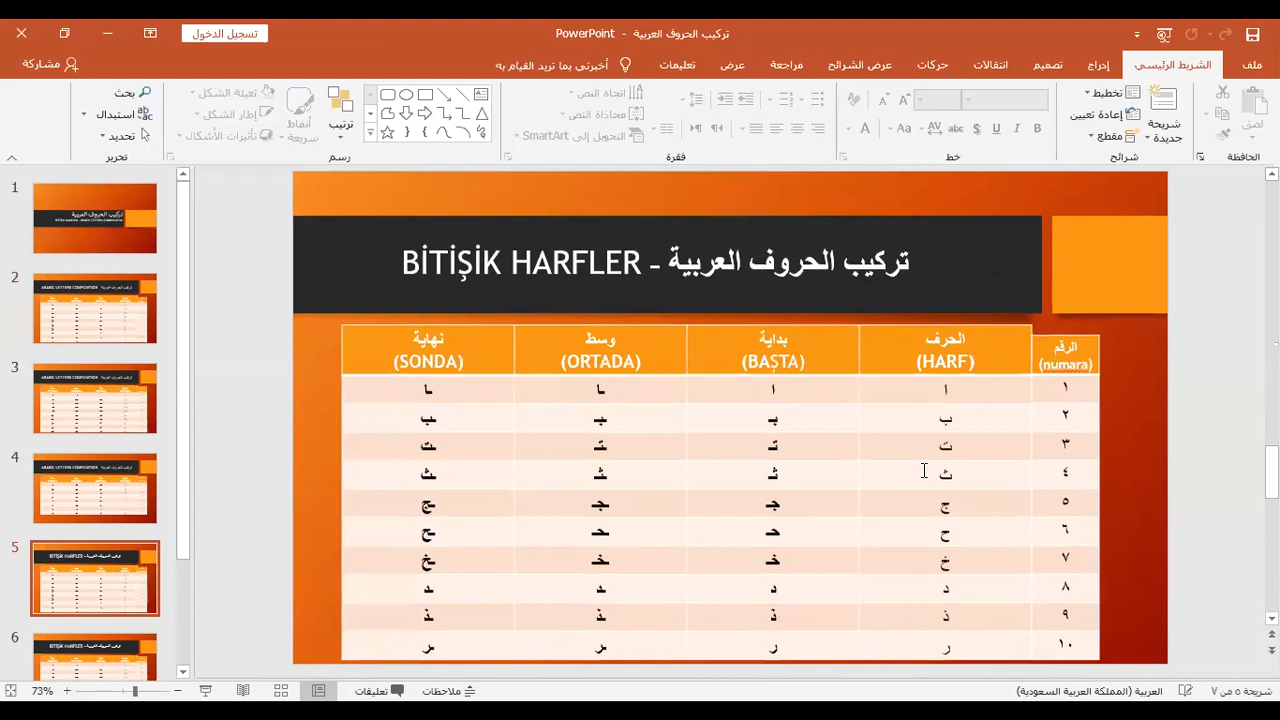 تركيب الحروف العربية - PowerPoint
تسجيل الدخول
ملف
الشريط الرئيسي
إدراج
تصميم
انتقالات
حركات
عرض الشرائح
مراجعة
عرض
تعليمات
أخبرني بما تريد القيام به
مشاركة
لصق
الحافظة
شريحة جديدة
تخطيط
إعادة تعيين
مقطع
شرائح
خط
اتجاه النص
محاذاة النص
التحويل إلى SmartArt
فقرة
ترتيب
أنماط سريعة
تعبئة الشكل
إطار الشكل
تأثيرات الأشكال
رسم
بحث
استبدال
تحديد
تحرير
1
2
3
4
5
6
تركيب الحروف العربية - BİTİŞİK HARFLER
الرقم (numara) الحرف (HARF) بداية (BAŞTA) وسط (ORTADA) نهاية (SONDA)
١ ا ا ـا ـا
٢ ب بـ ـبـ ـب
٣ ت تـ ـتـ ـت
٤ ث ثـ ـثـ ـث
٥ ج جـ ـجـ ـج
٦ ح حـ ـحـ ـح
٧ خ خـ ـخـ ـخ
٨ د د ـد ـد
٩ ذ ذ ـذ ـذ
١٠ ر ر ـر ـر
شريحة ٥ من ٧
العربية (المملكة العربية السعودية)
ملاحظات
تعليقات
73%